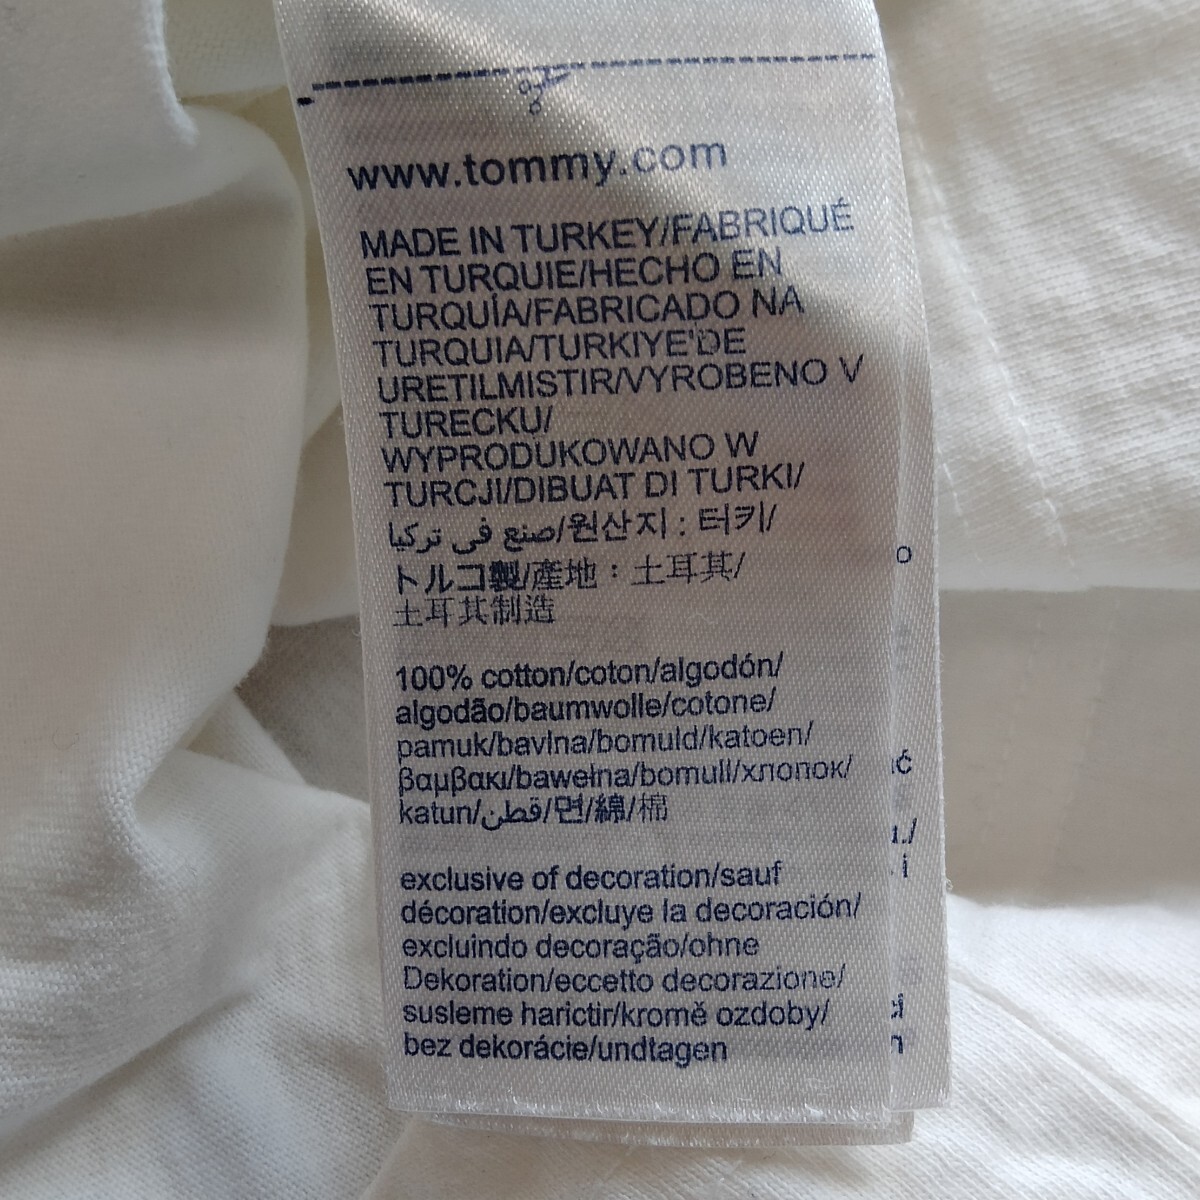 www.tommy.com
MADE IN TURKEY/FABRIQUÉ
EN TURQUIE/HECHO EN
TURQUÍA/FABRICADO NA
TURQUIA/TURKIYE'DE
URETILMISTIR/VYROBENO V
TURECKU/
WYPRODUKOWANO W
TURCJI/DIBUAT DI TURKI/
صنع في تركيا/원산지 : 터키/
トルコ製/產地：土耳其/
土耳其制造
100% cotton/coton/algodón/
algodão/baumwolle/cotone/
pamuk/bavlna/bomuld/katoen/
βαμβακι/bawełna/bomull/хлопок/
katun/قطن/면/綿/棉
exclusive of decoration/sauf
décoration/excluye la decoración/
excluindo decoração/ohne
Dekoration/eccetto decorazione/
susleme harictir/kromě ozdoby/
bez dekorácie/undtagen